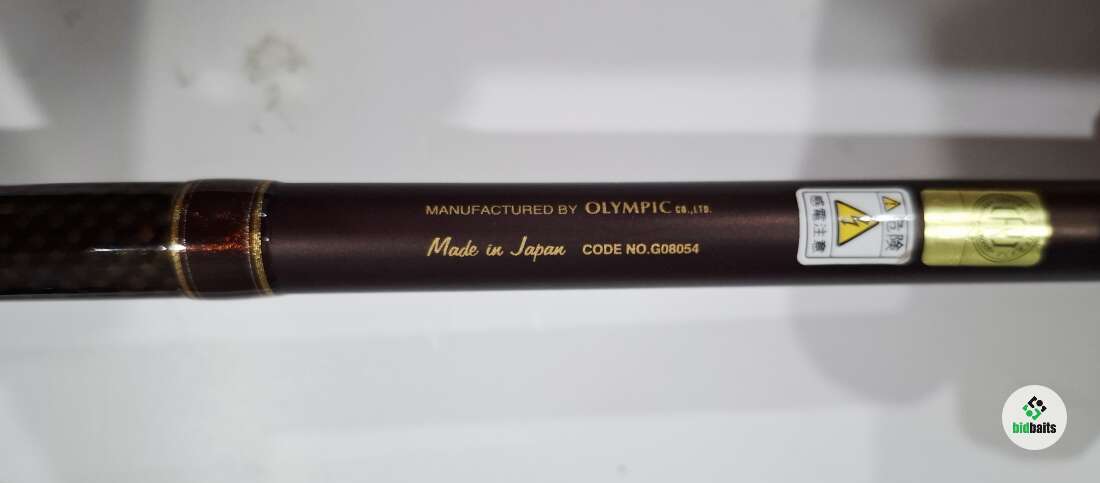 MANUFACTURED BY OLYMPIC CO.,LTD.
Made in Japan CODE NO.G08054
危険
感電注意
bidbaits